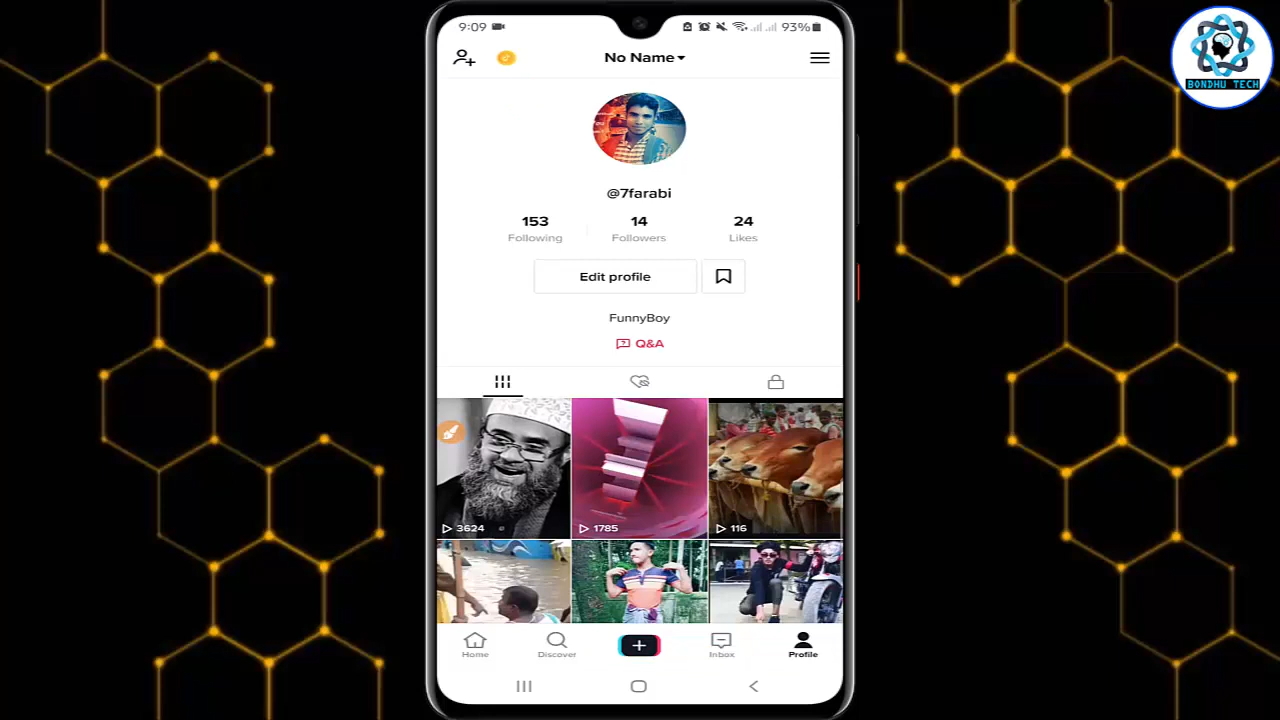 9:09
93%
BONDHU TECH
No Name
@7farabi
153 14 24
Following Followers Likes
Edit profile
FunnyBoy
Q&A
3624 1785 116
Home Discover Inbox Profile